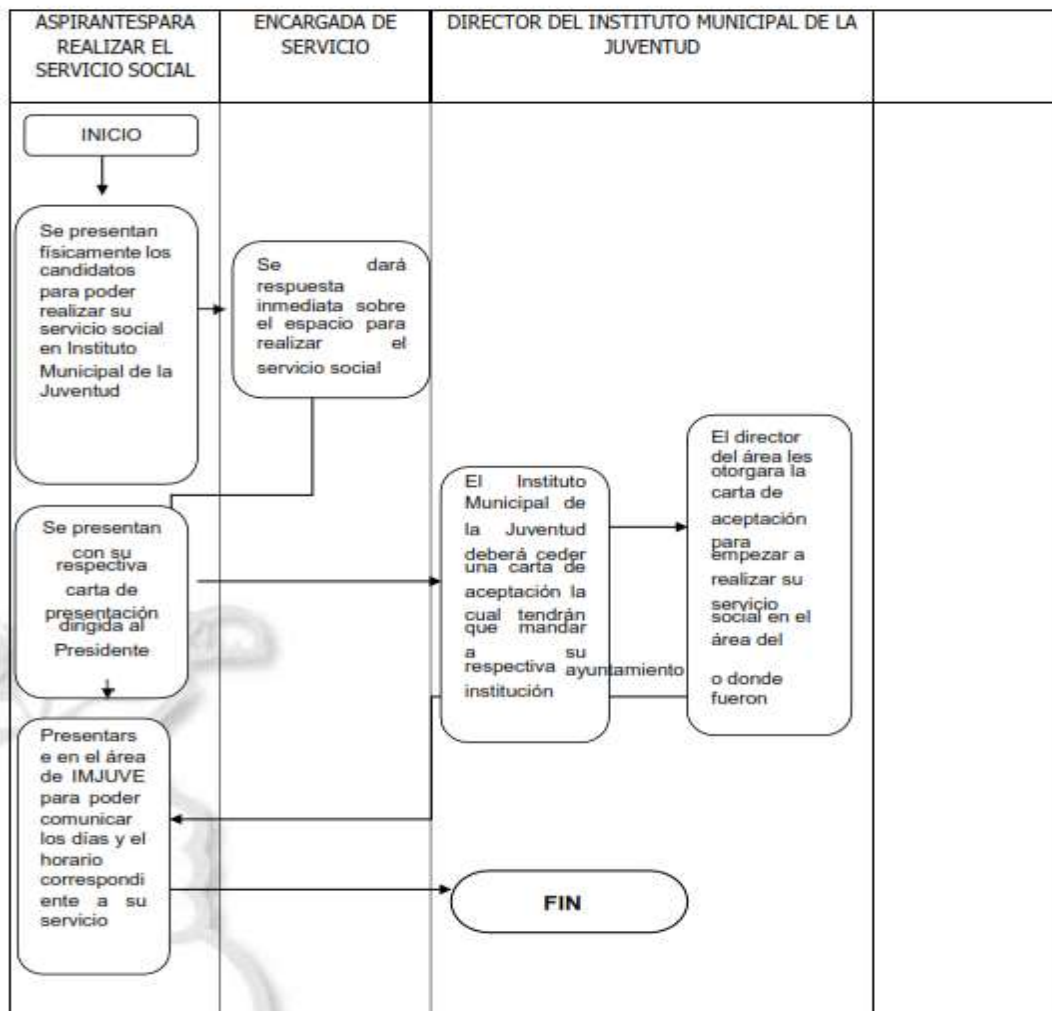 ASPIRANTESPARA
REALIZAR EL
SERVICIO SOCIAL
ENCARGADA DE
SERVICIO
DIRECTOR DEL INSTITUTO MUNICIPAL DE LA
JUVENTUD
INICIO
Se presentan
físicamente los
candidatos
para poder
realizar su
servicio social
en Instituto
Municipal de la
Juventud
Se dará
respuesta
inmediata sobre
el espacio para
realizar el
servicio social
Se presentan
con su
respectiva
carta de
presentación
dirigida al
Presidente
El Instituto
Municipal de
la Juventud
deberá ceder
una carta de
aceptación la
cual tendrán
que mandar
a su
respectiva
institución
El director
del área les
otorgara la
carta de
aceptación
para
empezar a
realizar su
servicio
social en el
área del
ayuntamiento
o donde
fueron
Presentars
e en el área
de IMJUVE
para poder
comunicar
los días y el
horario
correspondi
ente a su
servicio
FIN